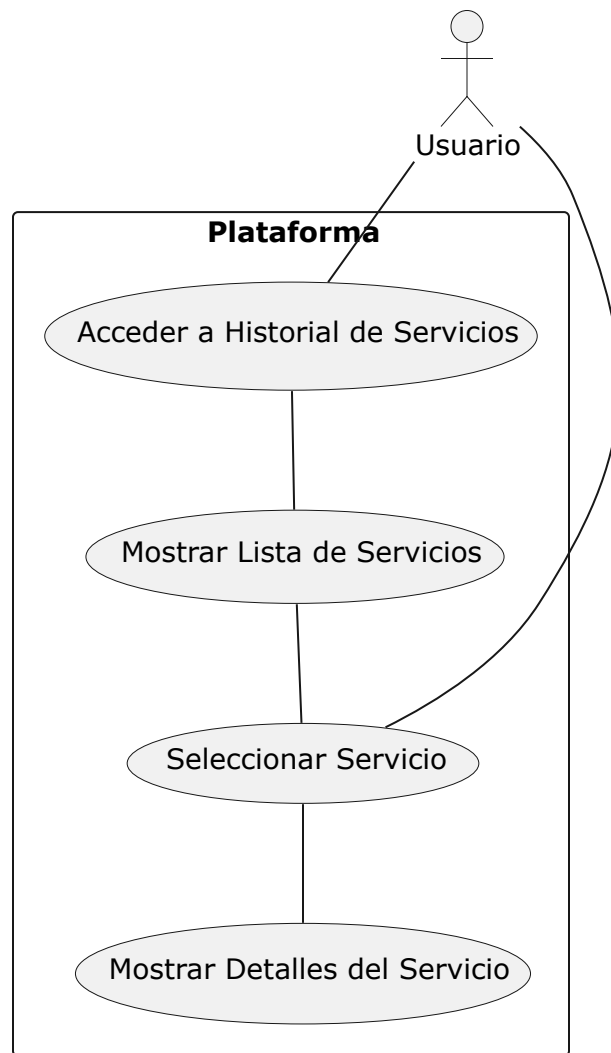 Usuario
Plataforma
Acceder a Historial de Servicios
Mostrar Lista de Servicios
Seleccionar Servicio
Mostrar Detalles del Servicio